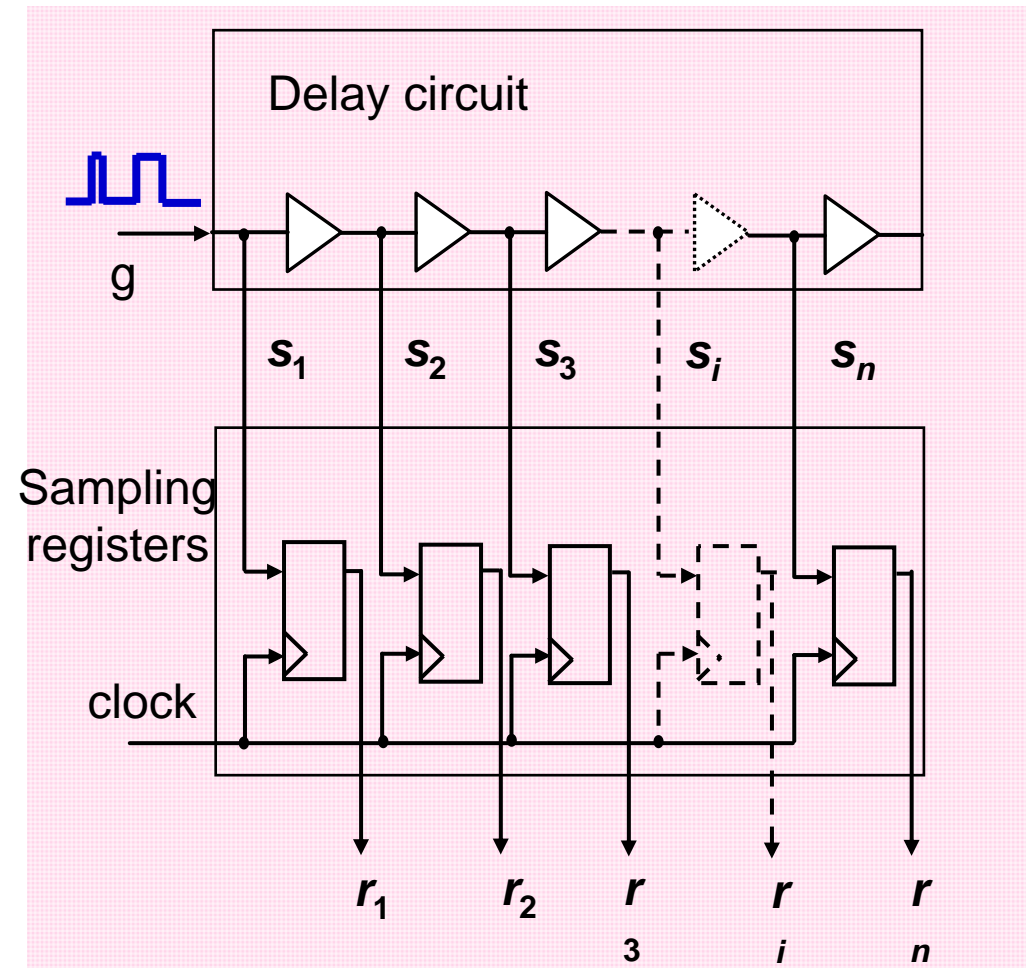 Delay circuit
g
s1 s2 s3 si sn
Sampling
registers
clock
r1 r2 r r r
3 i n